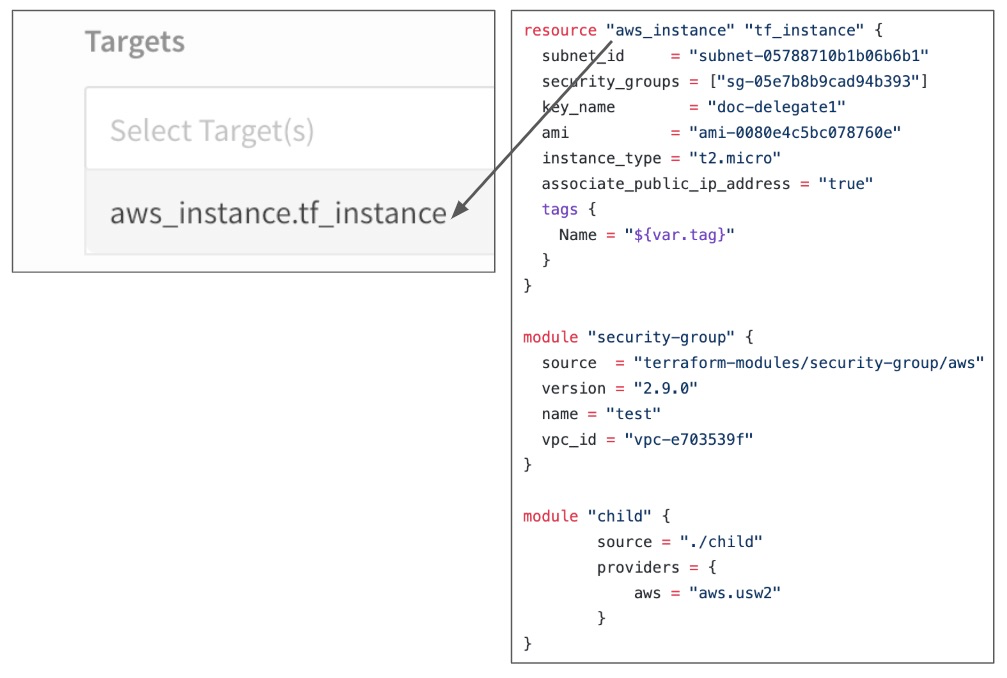 Targets
Select Target(s)
aws_instance.tf_instance
resource "aws_instance" "tf_instance" {
  subnet_id     = "subnet-05788710b1b06b6b1"
  security_groups = ["sg-05e7b8b9cad94b393"]
  key_name        = "doc-delegate1"
  ami           = "ami-0080e4c5bc078760e"
  instance_type = "t2.micro"
  associate_public_ip_address = "true"
  tags {
    Name = "${var.tag}"
  }
}

module "security-group" {
  source  = "terraform-modules/security-group/aws"
  version = "2.9.0"
  name = "test"
  vpc_id = "vpc-e703539f"
}

module "child" {
        source = "./child"
        providers = {
            aws = "aws.usw2"
        }
}